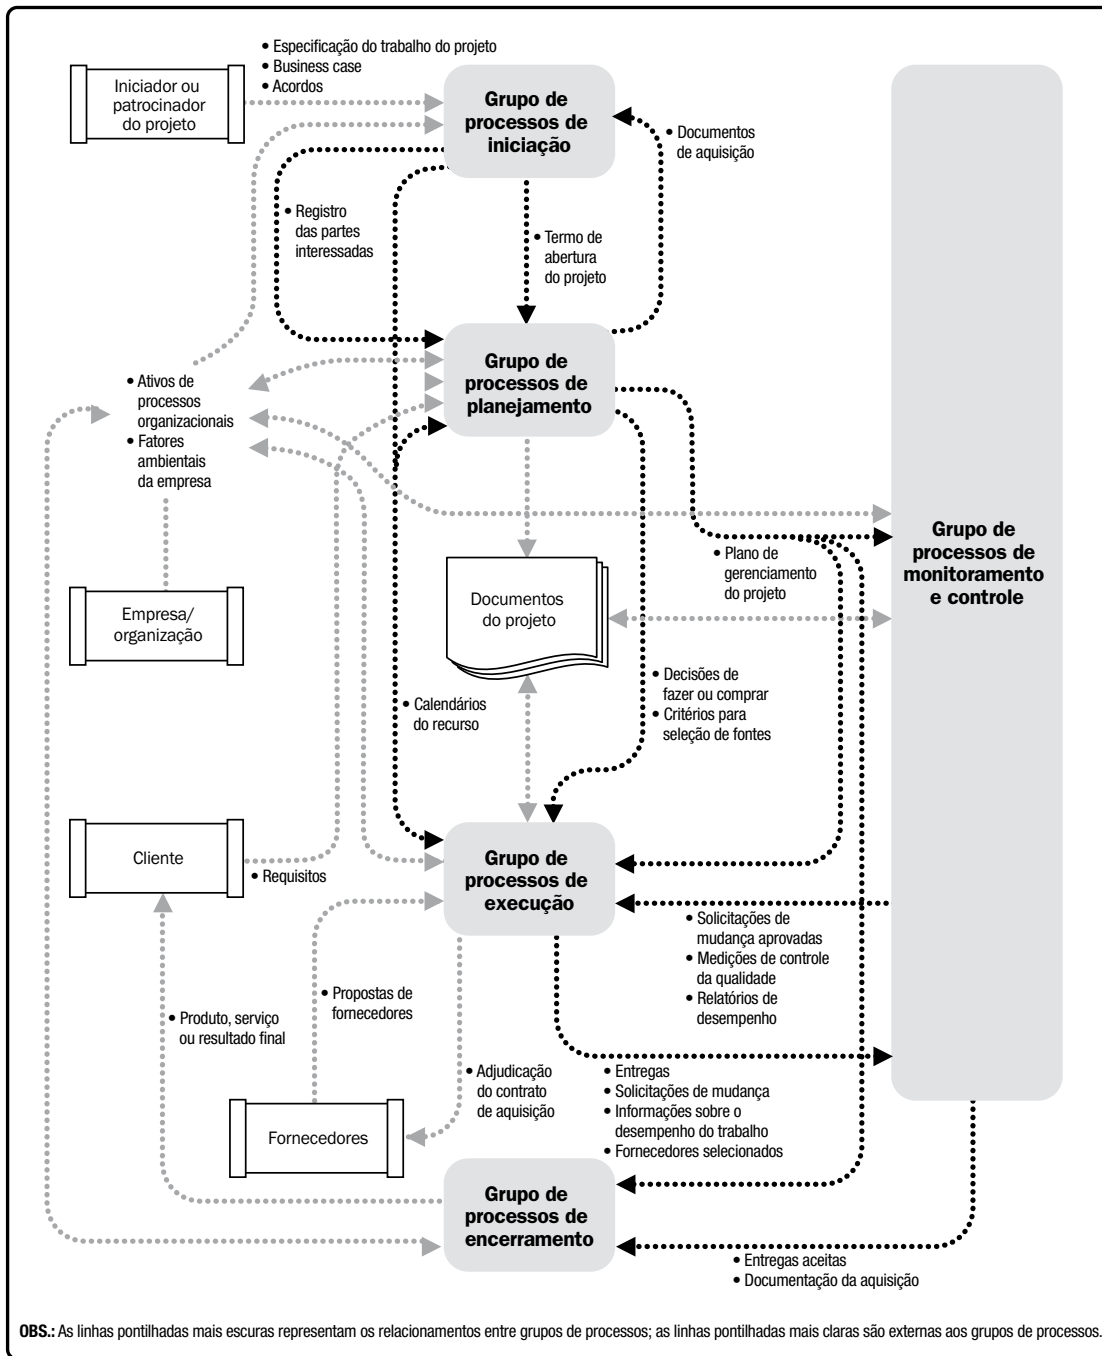 • Especificação do trabalho do projeto
• Business case
• Acordos
Iniciador ou
patrocinador
do projeto
Grupo de
processos de
iniciação
• Documentos
de aquisição
• Registro
das partes
interessadas
• Termo de
abertura
do projeto
Grupo de
processos de
planejamento
• Ativos de
processos
organizacionais
• Fatores
ambientais
da empresa
Grupo de
processos de
monitoramento
e controle
• Plano de
gerenciamento
do projeto
Empresa/
organização
Documentos
do projeto
• Decisões de
fazer ou comprar
• Critérios para
seleção de fontes
• Calendários
do recurso
Cliente
• Requisitos
Grupo de
processos de
execução
• Solicitações de
mudança aprovadas
• Medições de controle
da qualidade
• Relatórios de
desempenho
• Propostas de
fornecedores
• Produto, serviço
ou resultado final
• Adjudicação
do contrato
de aquisição
• Entregas
• Solicitações de mudança
• Informações sobre o
desempenho do trabalho
• Fornecedores selecionados
Fornecedores
Grupo de
processos de
encerramento
• Entregas aceitas
• Documentação da aquisição
OBS.: As linhas pontilhadas mais escuras representam os relacionamentos entre grupos de processos; as linhas pontilhadas mais claras são externas aos grupos de processos.